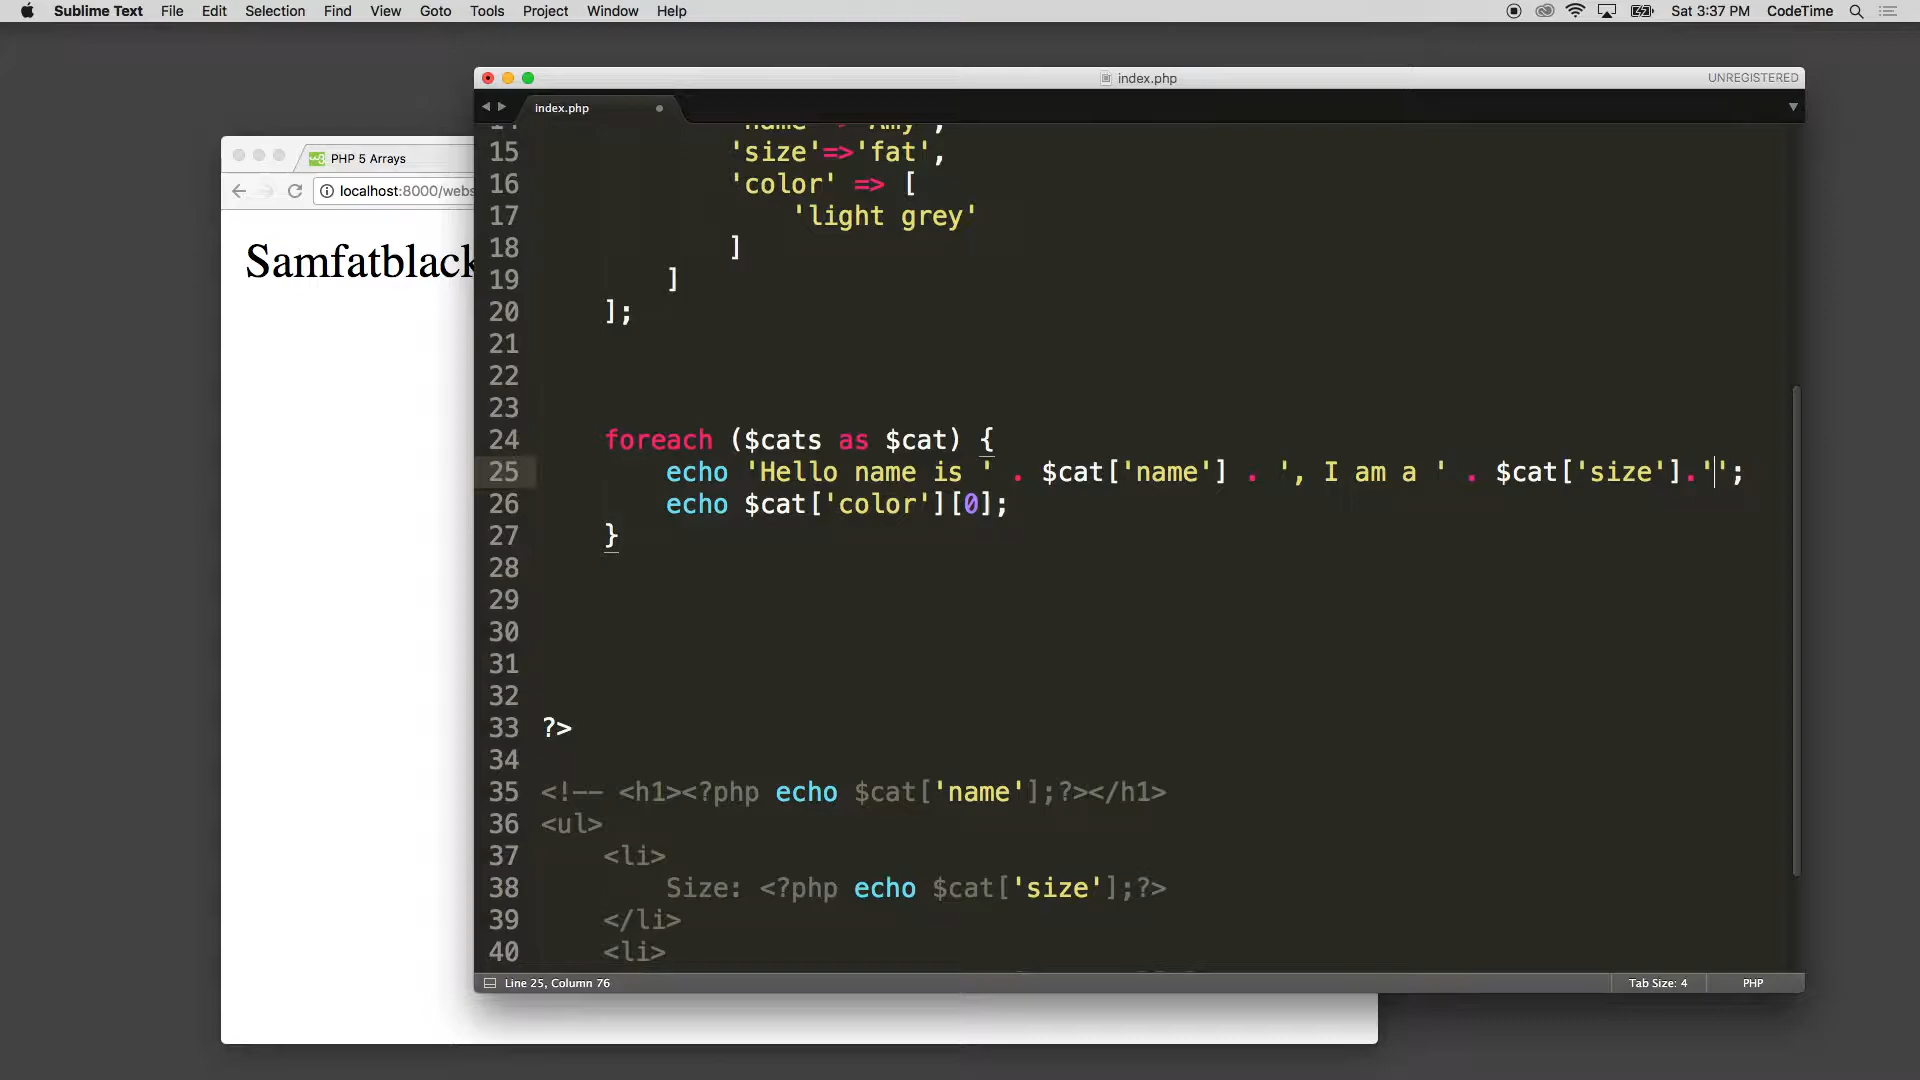 Sublime Text File Edit Selection Find View Goto Tools Project Window Help Sat 3:37 PM CodeTime
index.php UNREGISTERED
index.php
PHP 5 Arrays
localhost:8000/webs
Samfatblack
14 'name' => 'Amy',
15 'size'=>'fat',
16 'color' => [
17 'light grey'
18 ]
19 ]
20 ];
21
22
23
24 foreach ($cats as $cat) {
25 echo 'Hello name is ' . $cat['name'] . ', I am a ' . $cat['size'].'';
26 echo $cat['color'][0];
27 }
28
29
30
31
32
33 ?>
34
35 <!-- <h1><?php echo $cat['name'];?></h1>
36 <ul>
37 <li>
38 Size: <?php echo $cat['size'];?>
39 </li>
40 <li>
Line 25, Column 76 Tab Size: 4 PHP